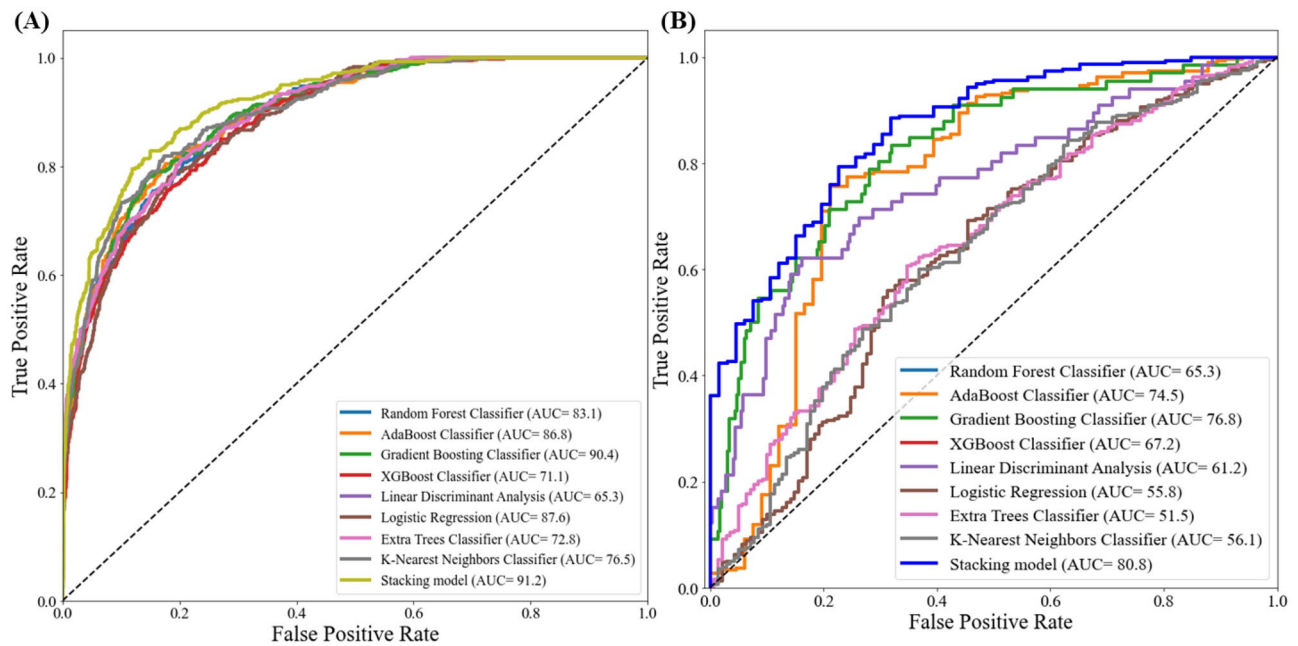 (A)
True Positive Rate
1.0
0.8
0.6
0.4
0.2
0.0
Random Forest Classifier (AUC= 83.1)
AdaBoost Classifier (AUC= 86.8)
Gradient Boosting Classifier (AUC= 90.4)
XGBoost Classifier (AUC= 71.1)
Linear Discriminant Analysis (AUC= 65.3)
Logistic Regression (AUC= 87.6)
Extra Trees Classifier (AUC= 72.8)
K-Nearest Neighbors Classifier (AUC= 76.5)
Stacking model (AUC= 91.2)
0.0 0.2 0.4 0.6 0.8 1.0
False Positive Rate
(B)
True Positive Rate
1.0
0.8
0.6
0.4
0.2
0.0
Random Forest Classifier (AUC= 65.3)
AdaBoost Classifier (AUC= 74.5)
Gradient Boosting Classifier (AUC= 76.8)
XGBoost Classifier (AUC= 67.2)
Linear Discriminant Analysis (AUC= 61.2)
Logistic Regression (AUC= 55.8)
Extra Trees Classifier (AUC= 51.5)
K-Nearest Neighbors Classifier (AUC= 56.1)
Stacking model (AUC= 80.8)
0.0 0.2 0.4 0.6 0.8 1.0
False Positive Rate